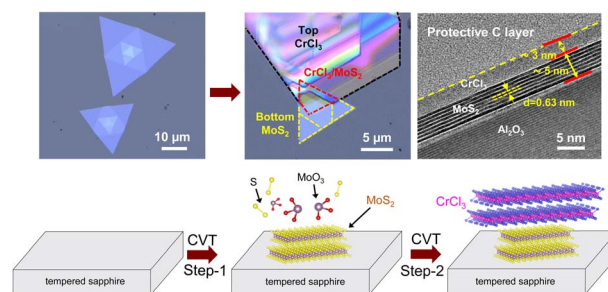 10 µm
Top
CrCl3
CrCl3/MoS2
Bottom
MoS2
5 µm
Protective C layer
~ 3 nm
~ 5 nm
CrCl3
MoS2
d=0.63 nm
Al2O3
5 nm
S
MoO3
MoS2
CrCl3
CVT
Step-1
CVT
Step-2
tempered sapphire
tempered sapphire
tempered sapphire